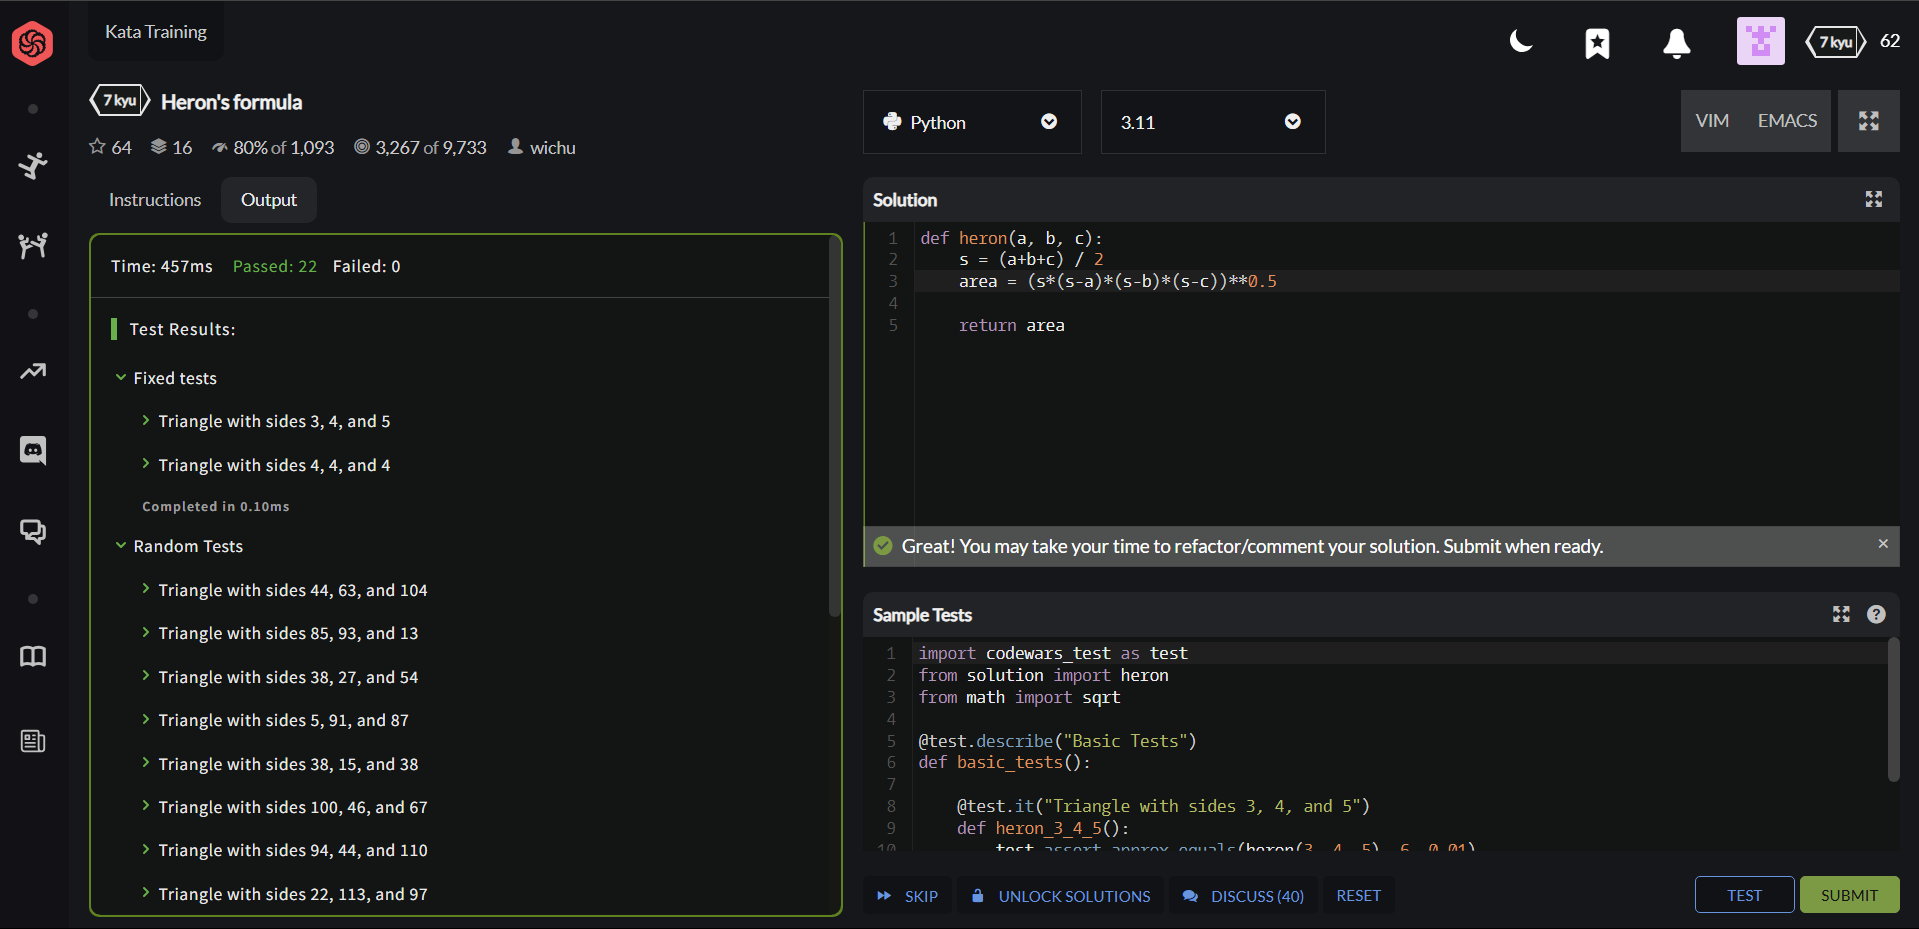 Kata Training
7 kyu 62
7 kyu Heron's formula
64 16 80% of 1,093 3,267 of 9,733 wichu
Instructions Output
Time: 457ms Passed: 22 Failed: 0
Test Results:
Fixed tests
Triangle with sides 3, 4, and 5
Triangle with sides 4, 4, and 4
Completed in 0.10ms
Random Tests
Triangle with sides 44, 63, and 104
Triangle with sides 85, 93, and 13
Triangle with sides 38, 27, and 54
Triangle with sides 5, 91, and 87
Triangle with sides 38, 15, and 38
Triangle with sides 100, 46, and 67
Triangle with sides 94, 44, and 110
Triangle with sides 22, 113, and 97
Python 3.11 VIM EMACS
Solution
1 def heron(a, b, c):
2 s = (a+b+c) / 2
3 area = (s*(s-a)*(s-b)*(s-c))**0.5
4
5 return area
Great! You may take your time to refactor/comment your solution. Submit when ready. ×
Sample Tests ?
1 import codewars_test as test
2 from solution import heron
3 from math import sqrt
4
5 @test.describe("Basic Tests")
6 def basic_tests():
7
8 @test.it("Triangle with sides 3, 4, and 5")
9 def heron_3_4_5():
10 test.assert_approx_equals(heron(3, 4, 5), 6, 0.01)
SKIP UNLOCK SOLUTIONS DISCUSS (40) RESET TEST SUBMIT